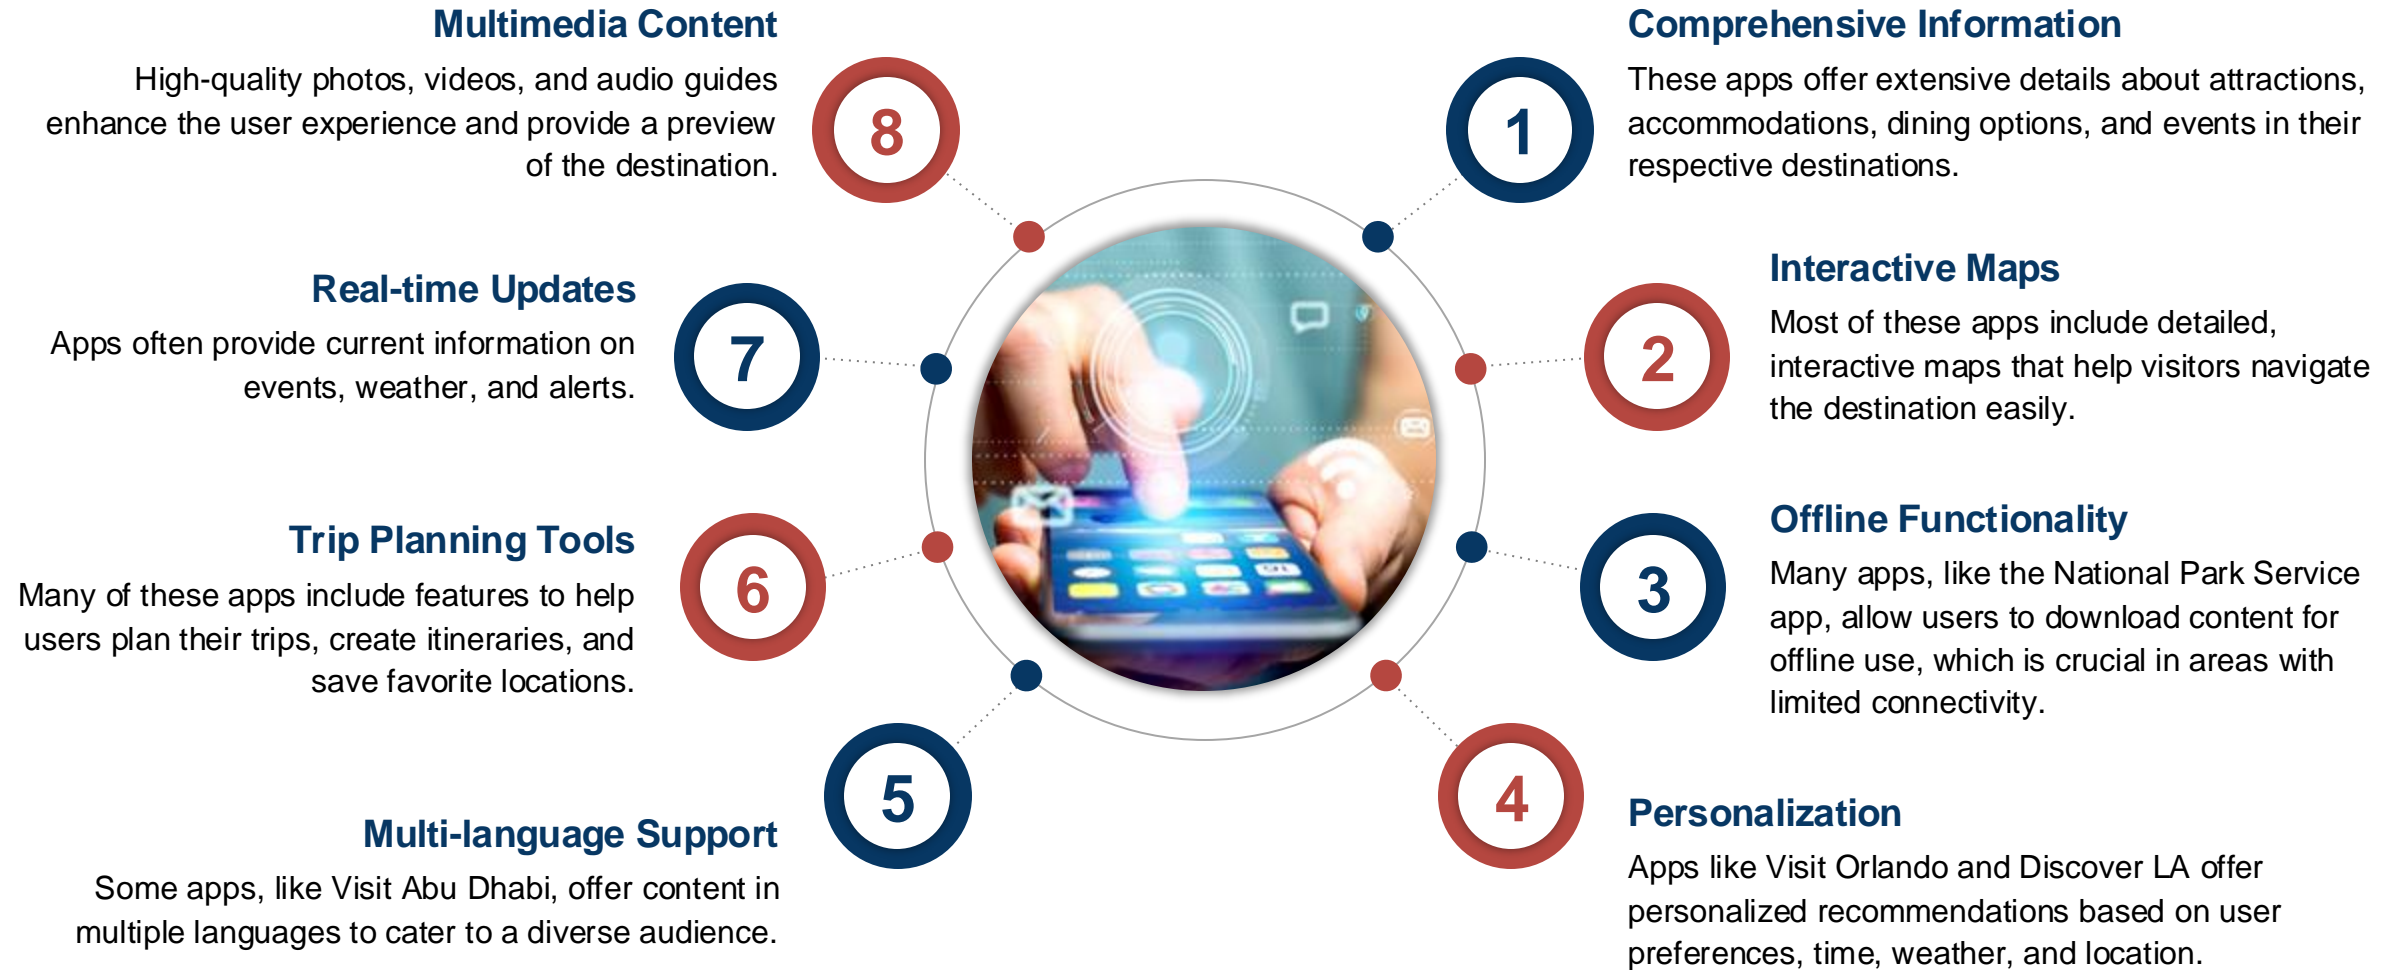 Comprehensive Information
1
These apps offer extensive details about attractions,
accommodations, dining options, and events in their
respective destinations.
Interactive Maps
2
Most of these apps include detailed,
interactive maps that help visitors navigate
the destination easily.
Offline Functionality
3
Many apps, like the National Park Service
app, allow users to download content for
offline use, which is crucial in areas with
limited connectivity.
4
Personalization
Apps like Visit Orlando and Discover LA offer
personalized recommendations based on user
preferences, time, weather, and location.
5
Multi-language Support
Some apps, like Visit Abu Dhabi, offer content in
multiple languages to cater to a diverse audience.
Trip Planning Tools
6
Many of these apps include features to help
users plan their trips, create itineraries, and
save favorite locations.
Real-time Updates
7
Apps often provide current information on
events, weather, and alerts.
Multimedia Content
8
High-quality photos, videos, and audio guides
enhance the user experience and provide a preview
of the destination.